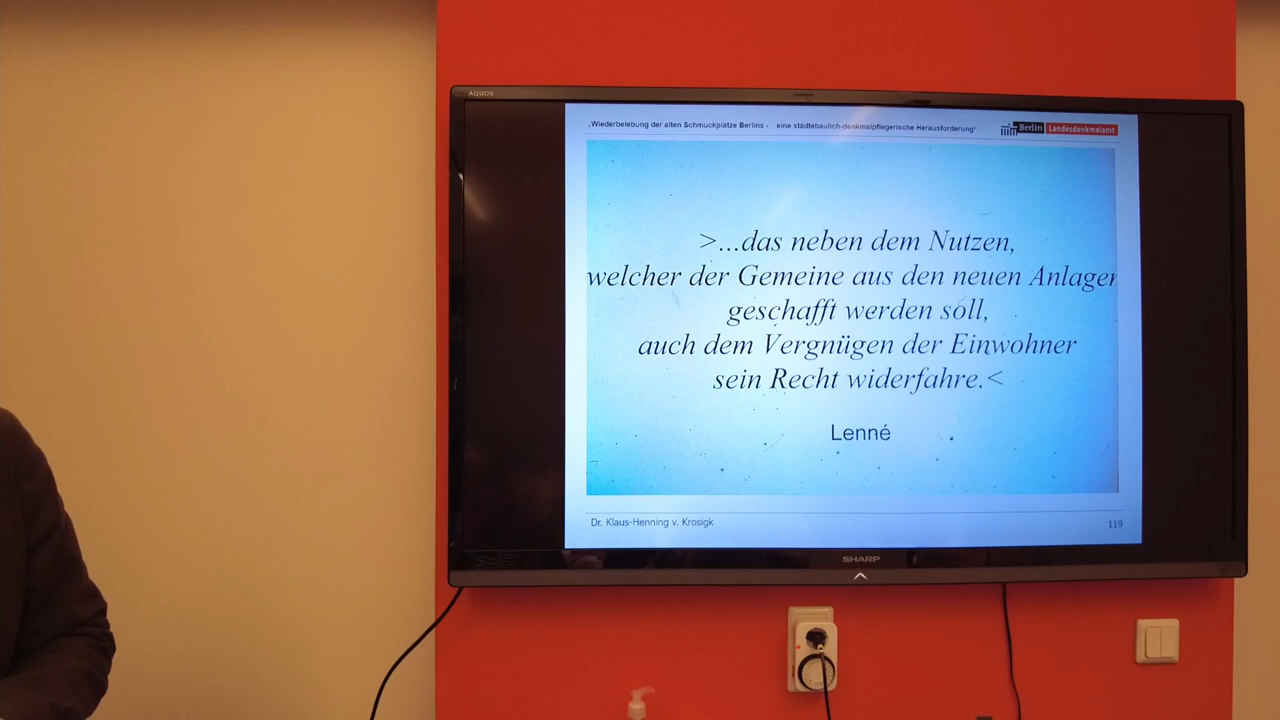 AQUOS
„Wiederbelebung der alten Schmuckplätze Berlins - eine städtebaulich-denkmalpflegerische Herausforderung“
Berlin Landesdenkmalamt
>...das neben dem Nutzen,
welcher der Gemeine aus den neuen Anlagen
geschafft werden soll,
auch dem Vergnügen der Einwohner
sein Recht widerfahre.<
Lenné
Dr. Klaus-Henning v. Krosigk
119
SHARP